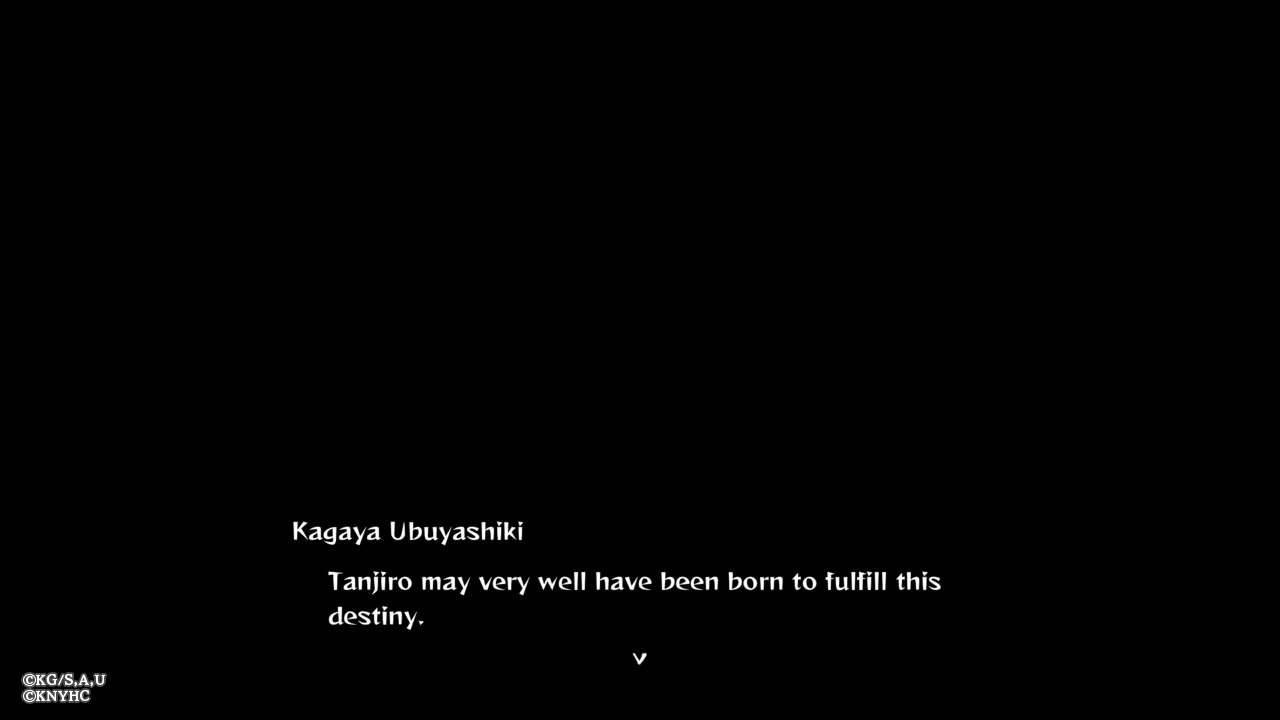 Kagaya Ubuyashiki
Tanjiro may very well have been born to fulfill this
destiny.
©KG/S,A,U
©KNYHC